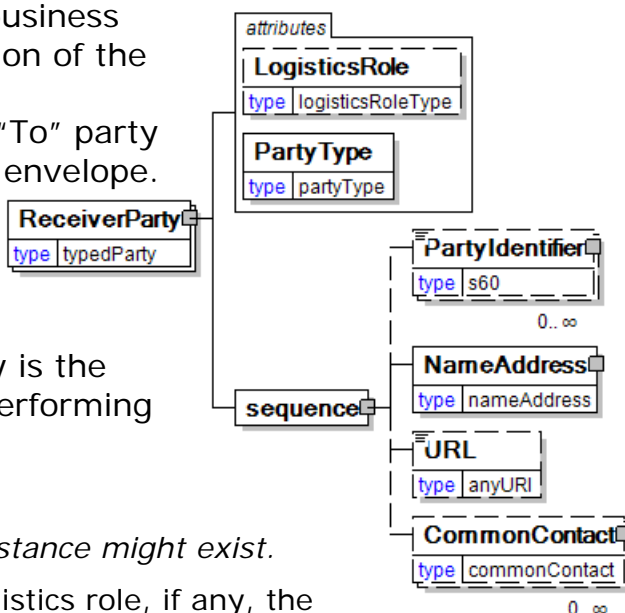 usiness
on of the
"To" party
envelope.
y is the
erforming
stance might exist.
istics role, if any, the
attributes
LogisticsRole
type logisticsRoleType
PartyType
type partyType
ReceiverParty
type typedParty
sequence
PartyIdentifier
type s60
0.. ∞
NameAddress
type nameAddress
URL
type anyURI
CommonContact
type commonContact
0.. ∞